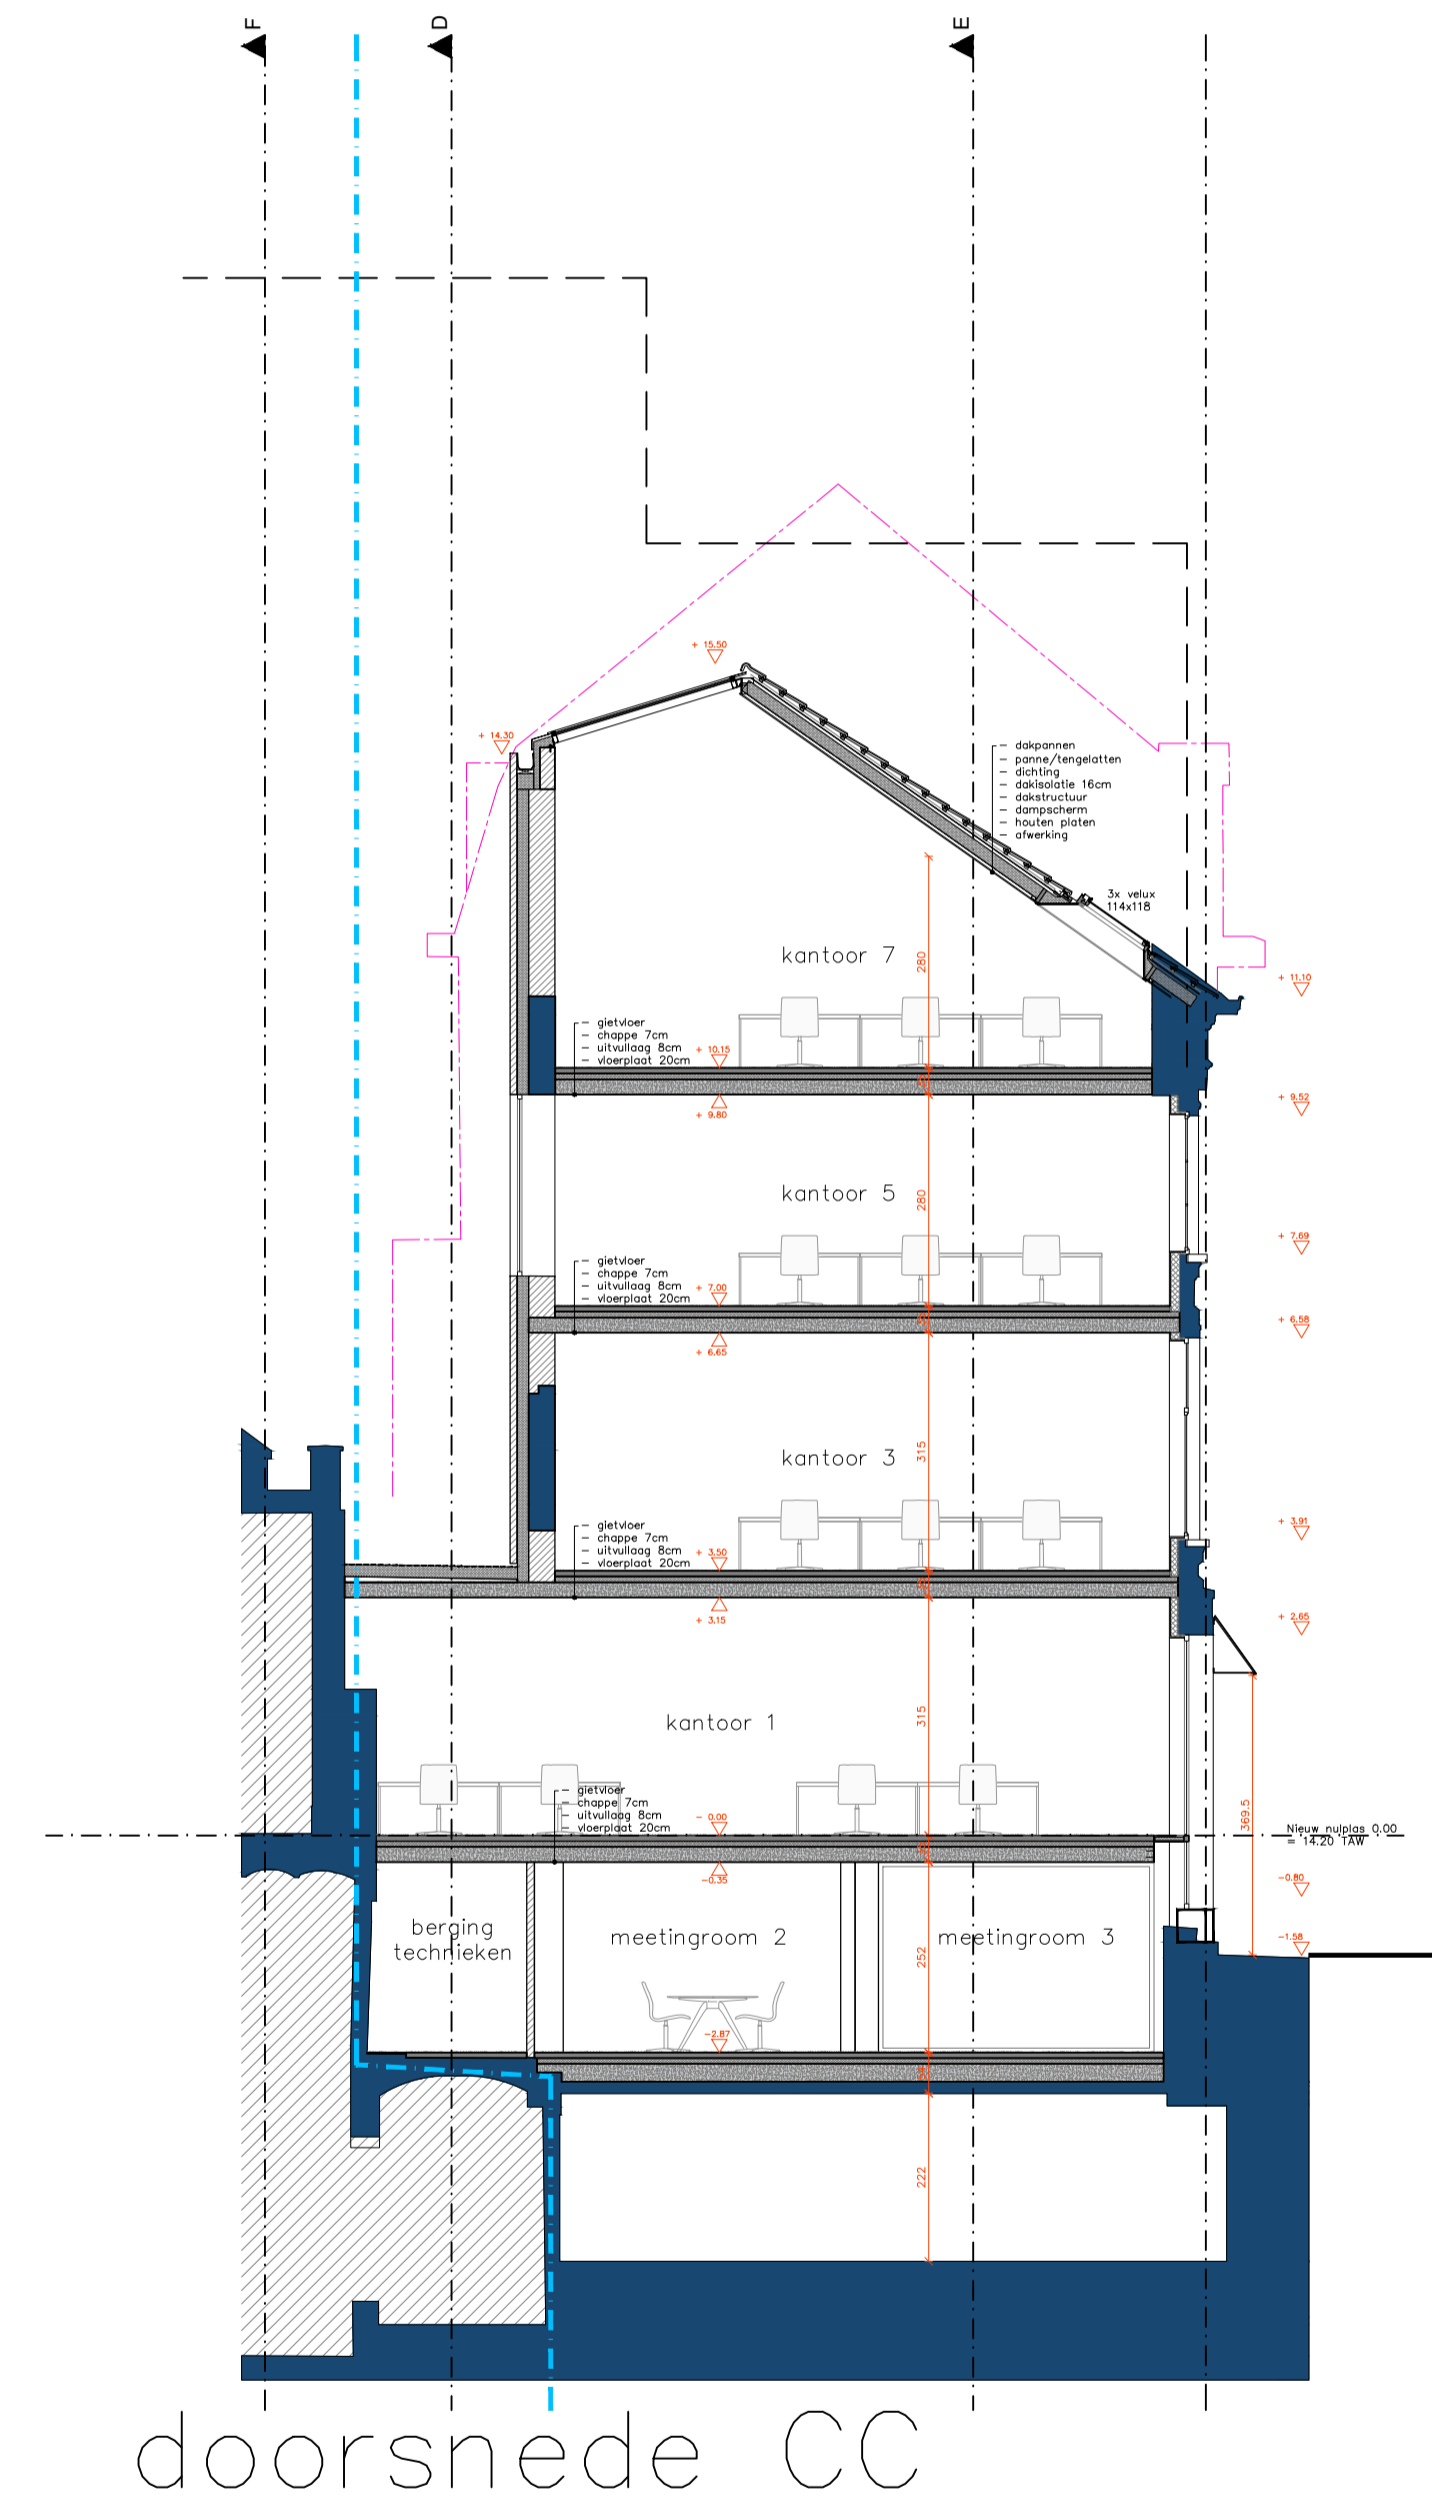 F
D
E
+ 15.50
+ 14.30
- dakpannen
- panne/tengelatten
- dichting
- dakisolatie 16cm
- dakstructuur
- dampscherm
- houten platen
- afwerking
3x velux
114x118
kantoor 7
280
+ 11.10
- gietvloer
- chappe 7cm
- uitvullaag 8cm
- vloerplaat 20cm
+ 10.15
+ 9.80
+ 9.52
kantoor 5
280
+ 7.69
- gietvloer
- chappe 7cm
- uitvullaag 8cm
- vloerplaat 20cm
+ 7.00
+ 6.65
+ 6.58
kantoor 3
315
+ 3.91
- gietvloer
- chappe 7cm
- uitvullaag 8cm
- vloerplaat 20cm
+ 3.50
+ 3.15
+ 2.65
kantoor 1
315
369.5
- gietvloer
- chappe 7cm
- uitvullaag 8cm
- vloerplaat 20cm
- 0.00
-0.35
Nieuw nulplas 0.00
= 14.20 TAW
-0.80
-1.58
berging
technieken
meetingroom 2
meetingroom 3
252
-2.87
222
doorsnede CC